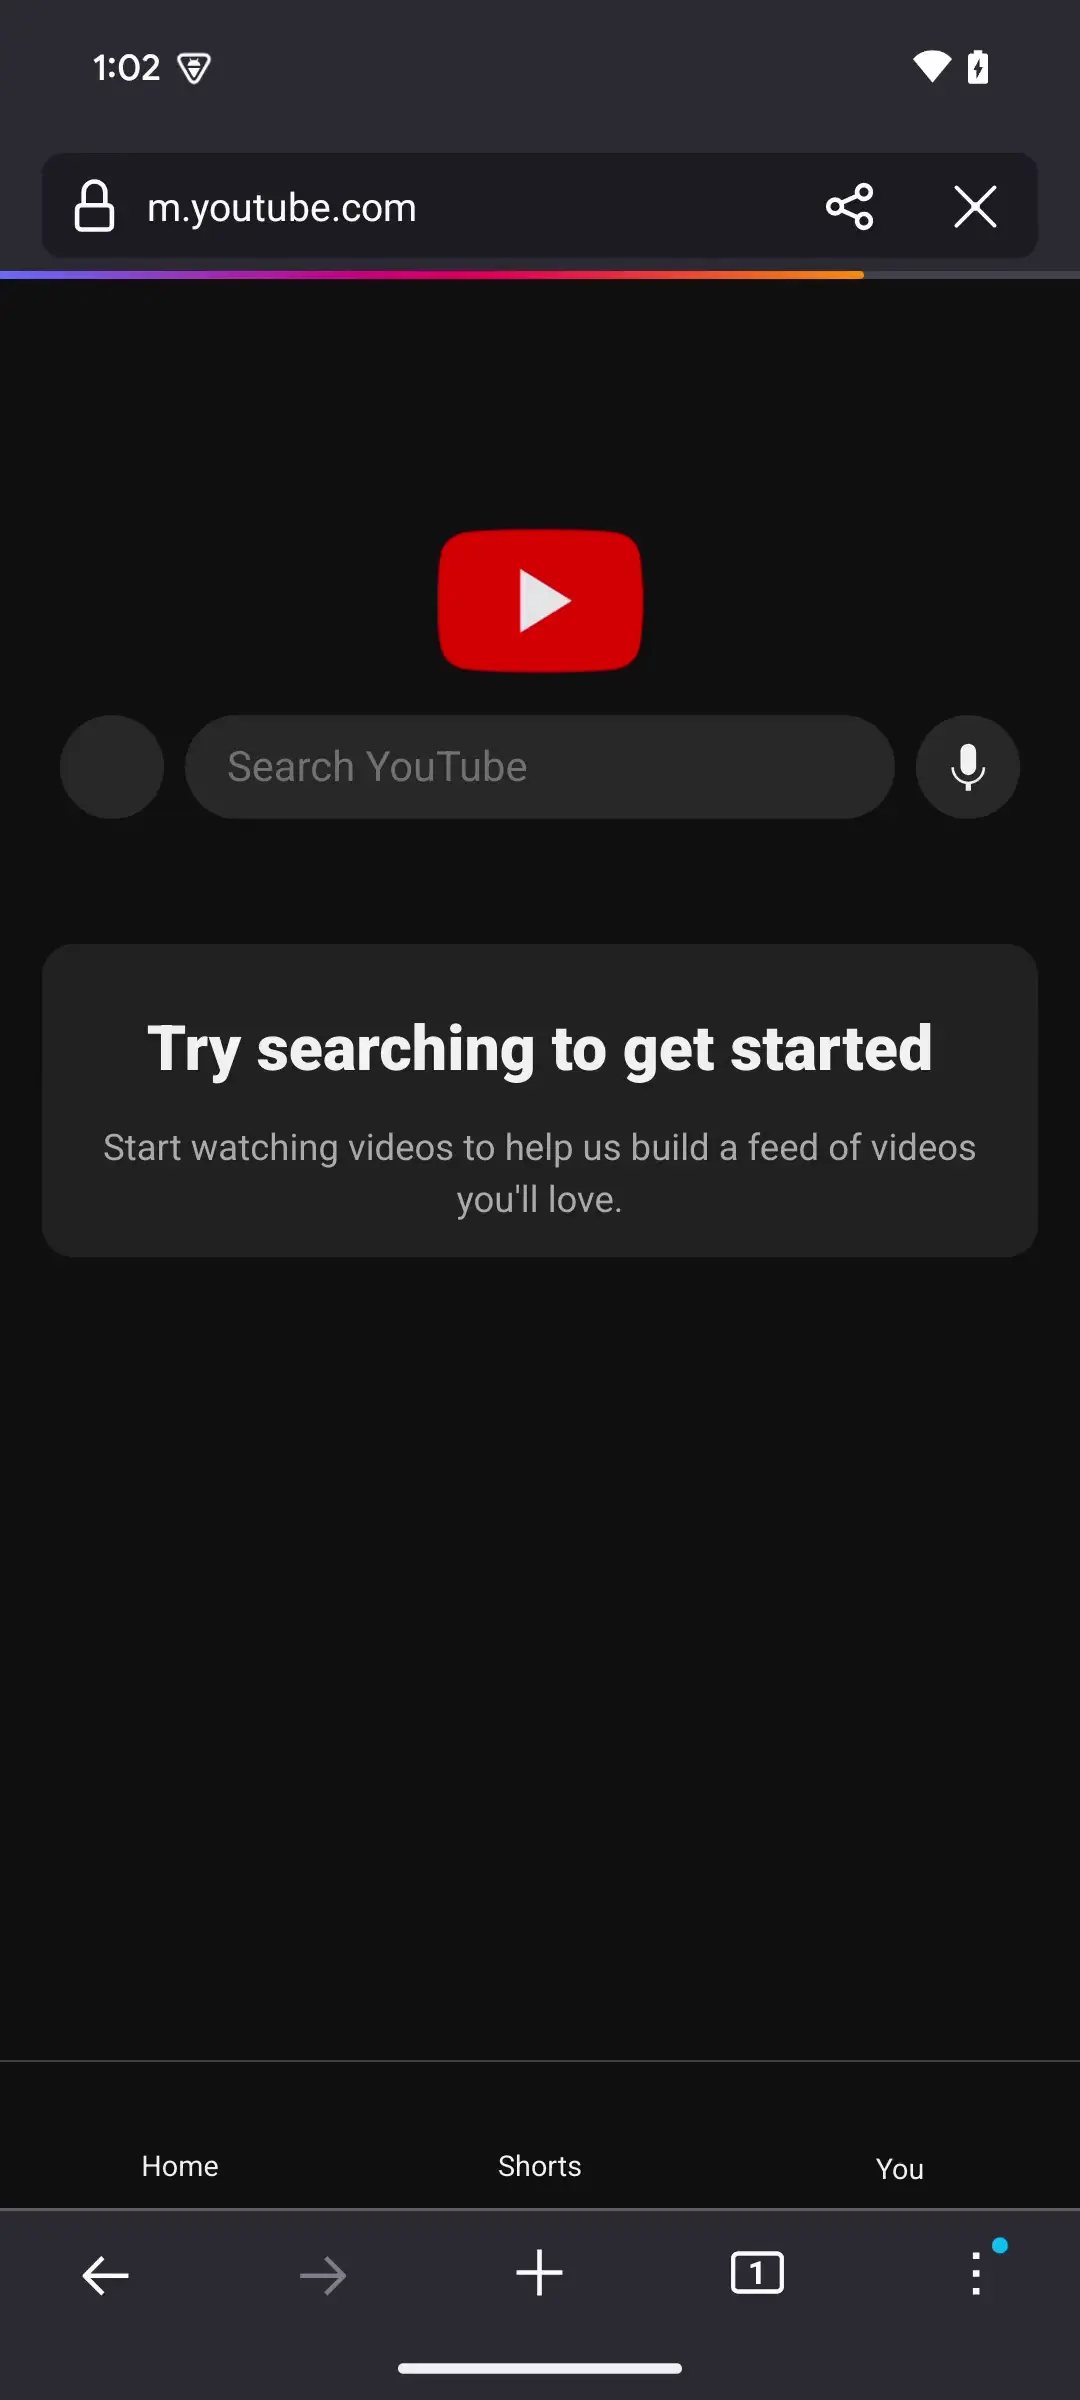 1:02
m.youtube.com
Search YouTube
Try searching to get started
Start watching videos to help us build a feed of videos
you'll love.
Home
Shorts
You
1